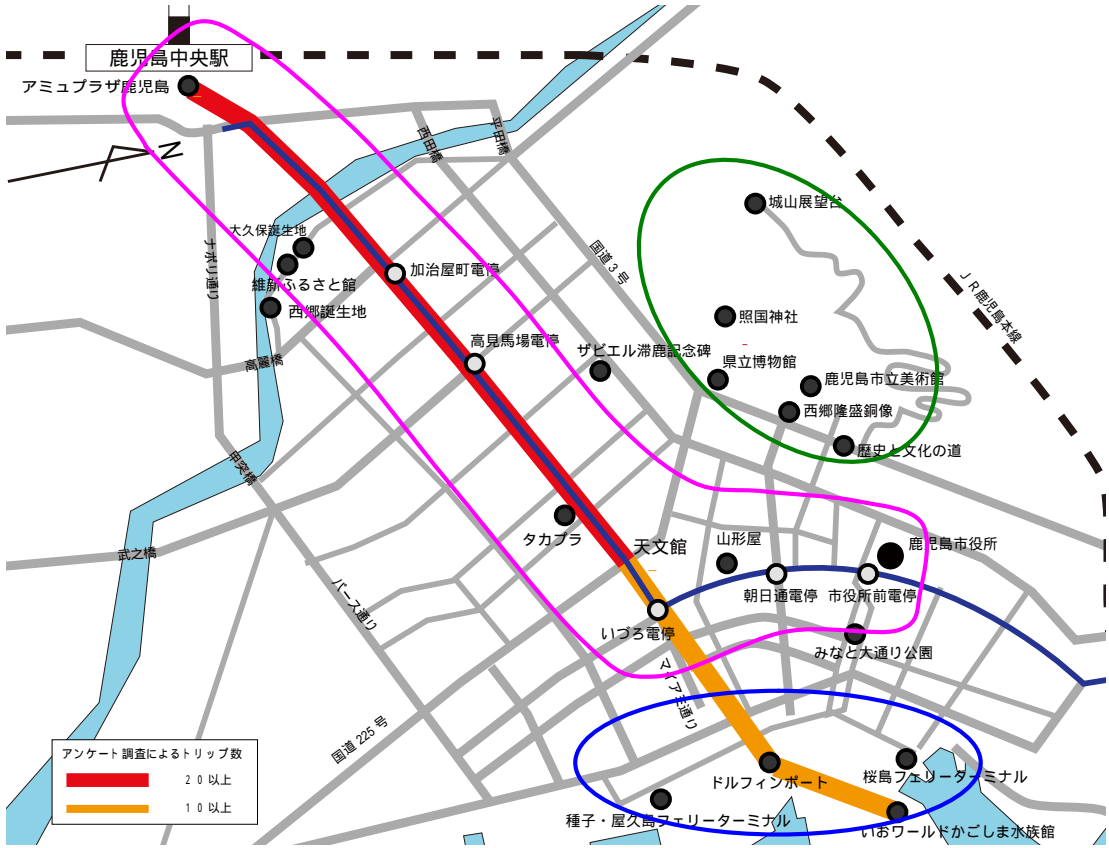 鹿児島中央駅
アミュプラザ鹿児島
N
西田橋
平田橋
城山展望台
大久保誕生地
ナポリ通り
維新ふるさと館
西郷誕生地
加治屋町電停
国道3号
JR鹿児島本線
照国神社
高見馬場電停
ザビエル滞鹿記念碑
県立博物館
高麗橋
鹿児島市立美術館
西郷隆盛銅像
歴史と文化の道
甲突橋
武之橋
タカプラ
天文館
山形屋
鹿児島市役所
朝日通電停
市役所前電停
パース通り
いづろ電停
みなと大通り公園
マイアミ通り
国道225号
アンケート調査によるトリップ数
20以上
10以上
ドルフィンポート
桜島フェリーターミナル
種子・屋久島フェリーターミナル
いおワールドかごしま水族館